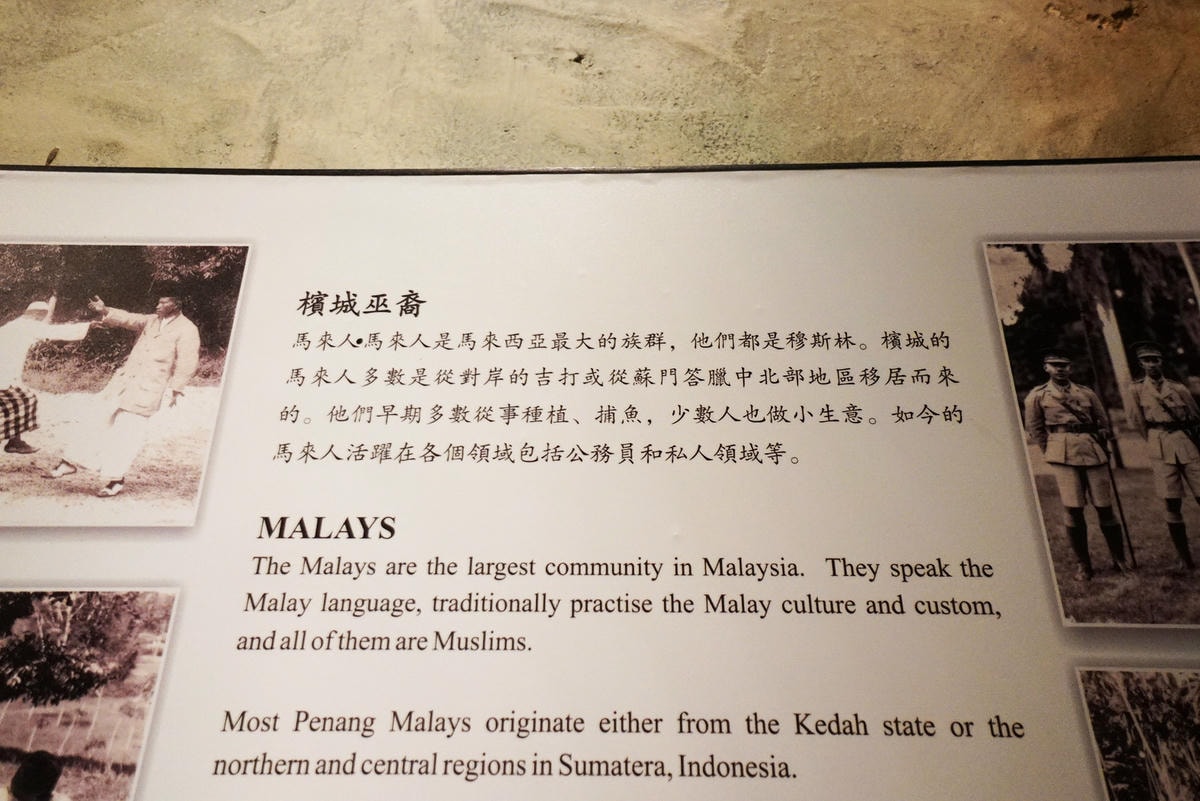 檳城巫裔
馬來人•馬來人是馬來西亞最大的族群，他們都是穆斯林。檳城的
馬來人多數是從對岸的吉打或從蘇門答臘中北部地區移居而來
的。他們早期多數從事種植、捕魚，少數人也做小生意。如今的
馬來人活躍在各個領域包括公務員和私人領域等。
MALAYS
The Malays are the largest community in Malaysia. They speak the
Malay language, traditionally practise the Malay culture and custom,
and all of them are Muslims.
Most Penang Malays originate either from the Kedah state or the
northern and central regions in Sumatera, Indonesia.